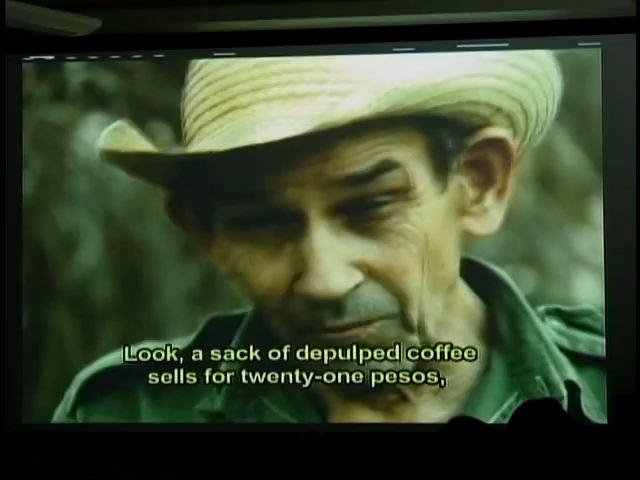 Look, a sack of depulped coffee
sells for twenty-one pesos,